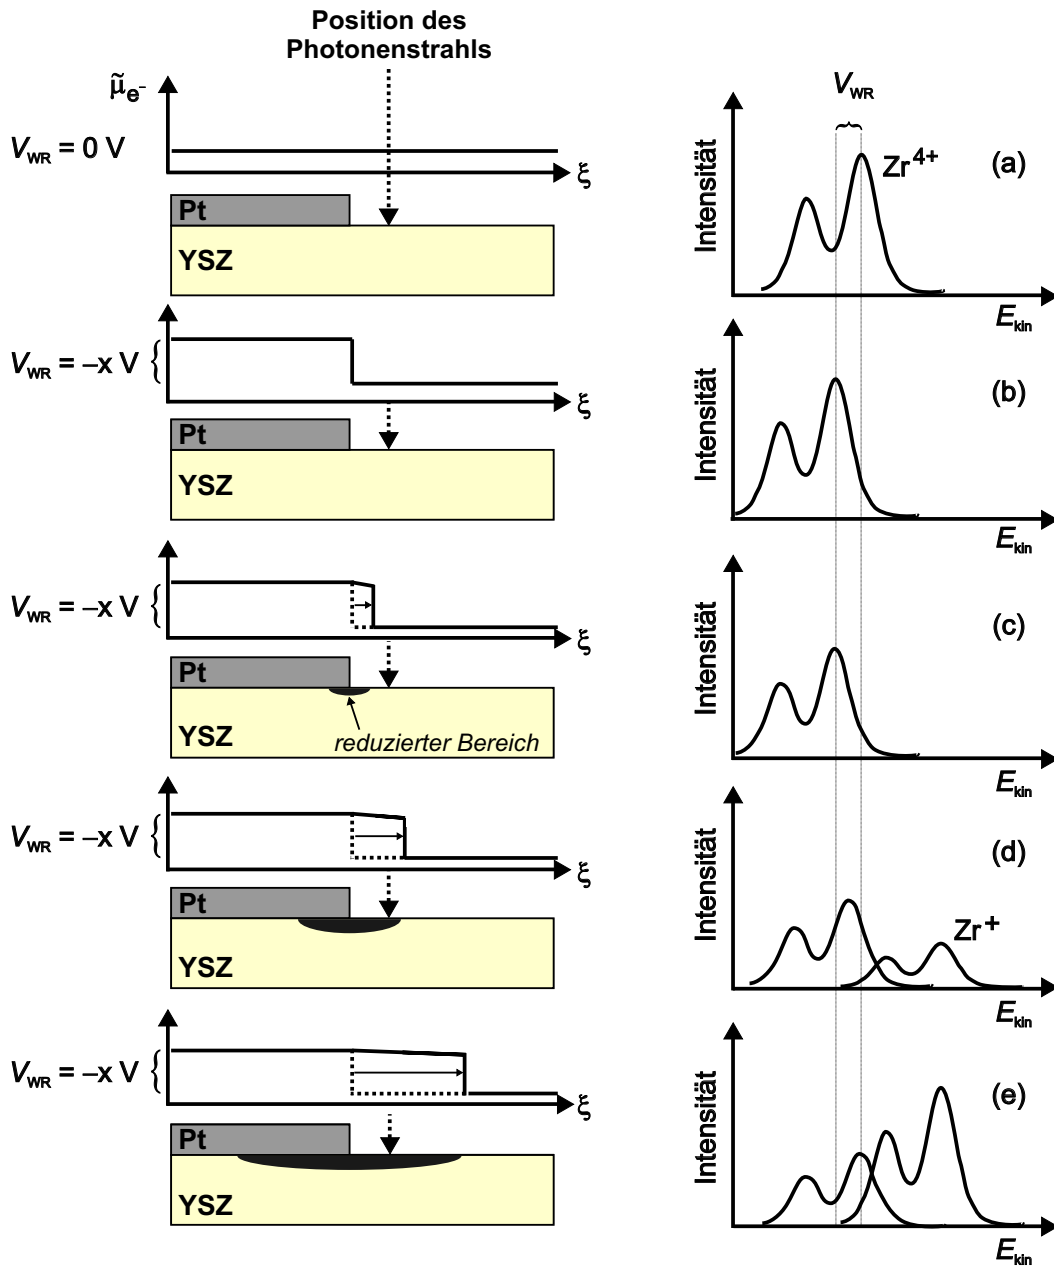 Position des
Photonenstrahls
μ̃e⁻
VWR = 0 V
ξ
Pt
YSZ
VWR
Intensität
Zr4+
(a)
Ekin
VWR = –x V
ξ
Pt
YSZ
Intensität
(b)
Ekin
VWR = –x V
ξ
Pt
YSZ
reduzierter Bereich
Intensität
(c)
Ekin
VWR = –x V
ξ
Pt
YSZ
Intensität
(d)
Zr+
Ekin
VWR = –x V
ξ
Pt
YSZ
Intensität
(e)
Ekin